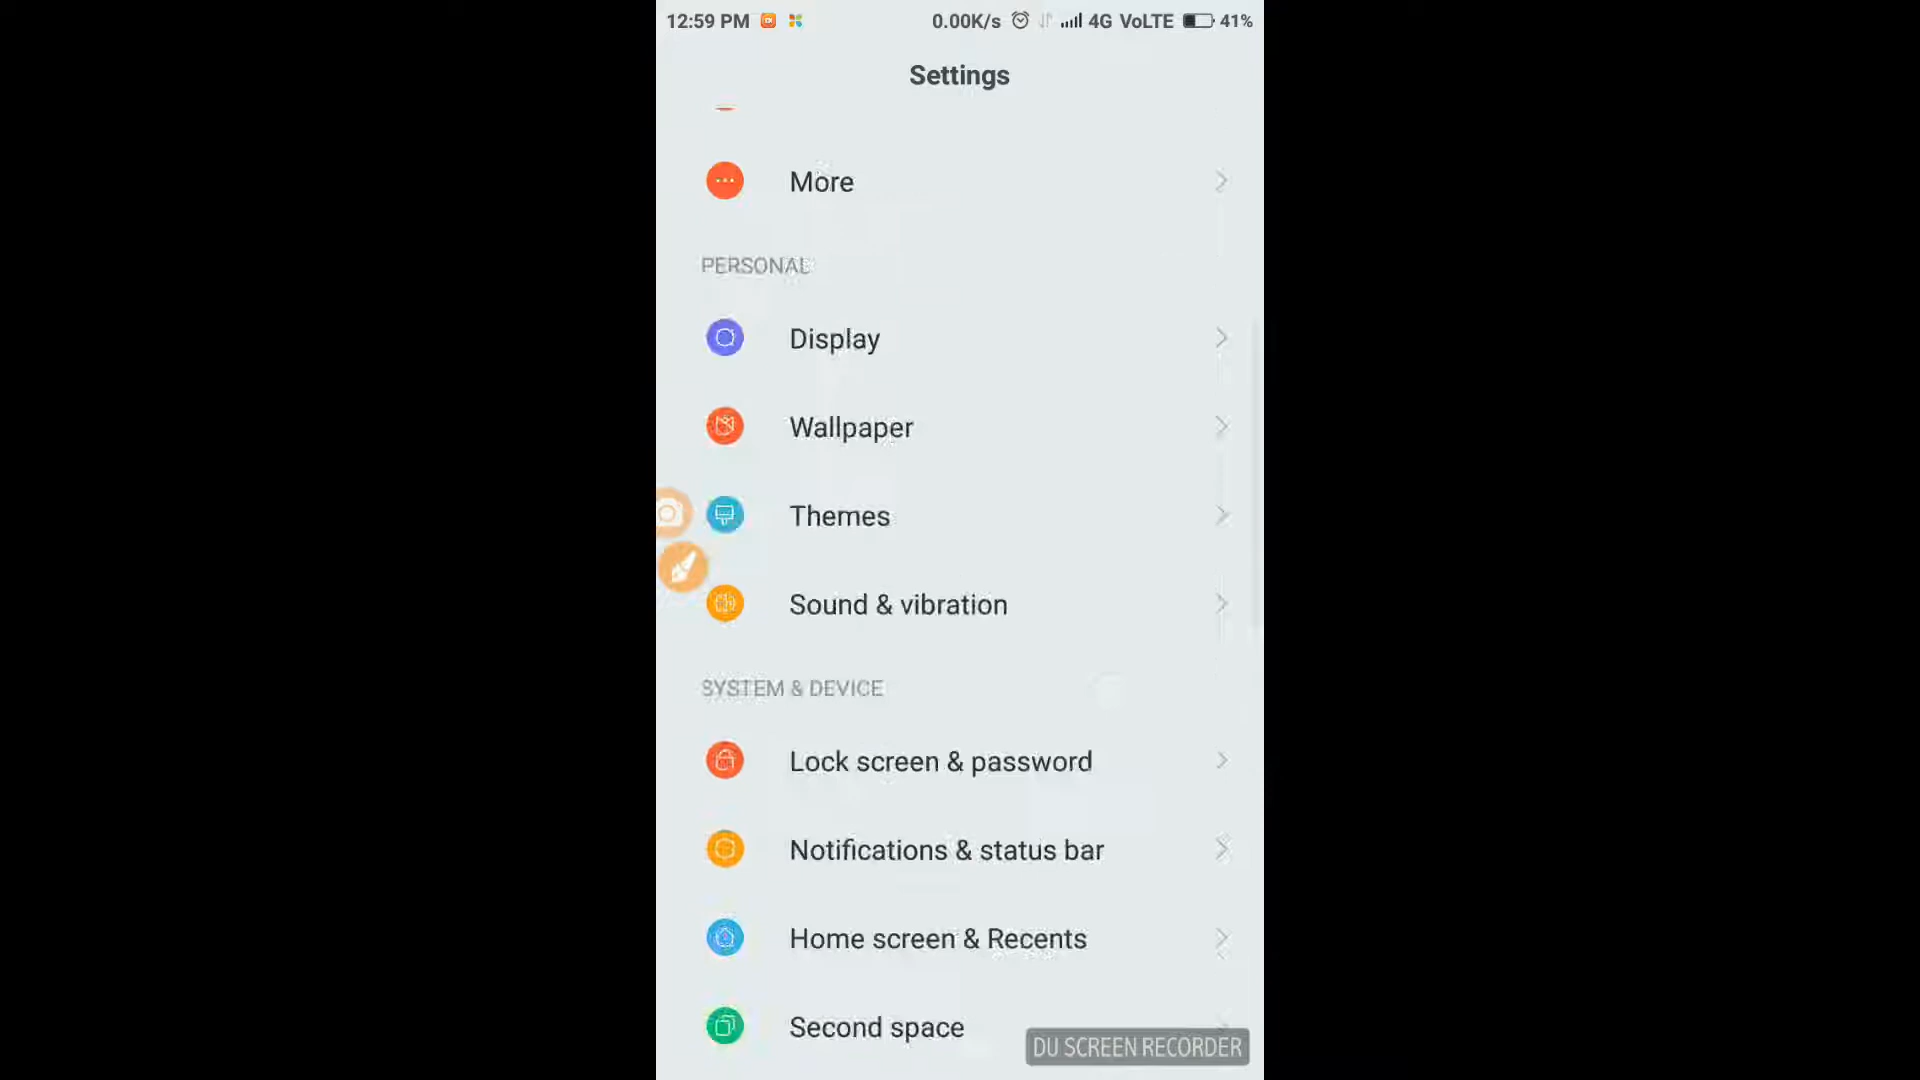 12:59 PM 0.00K/s 4G VoLTE 41%
Settings
More
PERSONAL
Display
Wallpaper
Themes
Sound & vibration
SYSTEM & DEVICE
Lock screen & password
Notifications & status bar
Home screen & Recents
Second space
DU SCREEN RECORDER